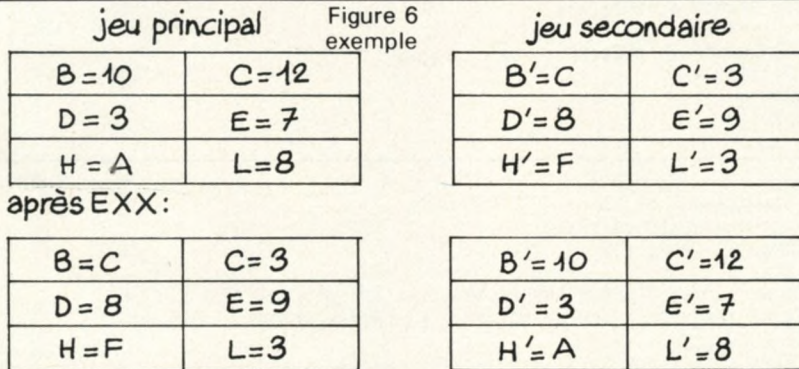 jeu principal Figure 6 jeu secondaire
exemple
B=10 C=12 B'=C C'=3
D=3 E=7 D'=8 E'=9
H=A L=8 H'=F L'=3
après EXX:
B=C C=3 B'=10 C'=12
D=8 E=9 D'=3 E'=7
H=F L=3 H'=A L'=8